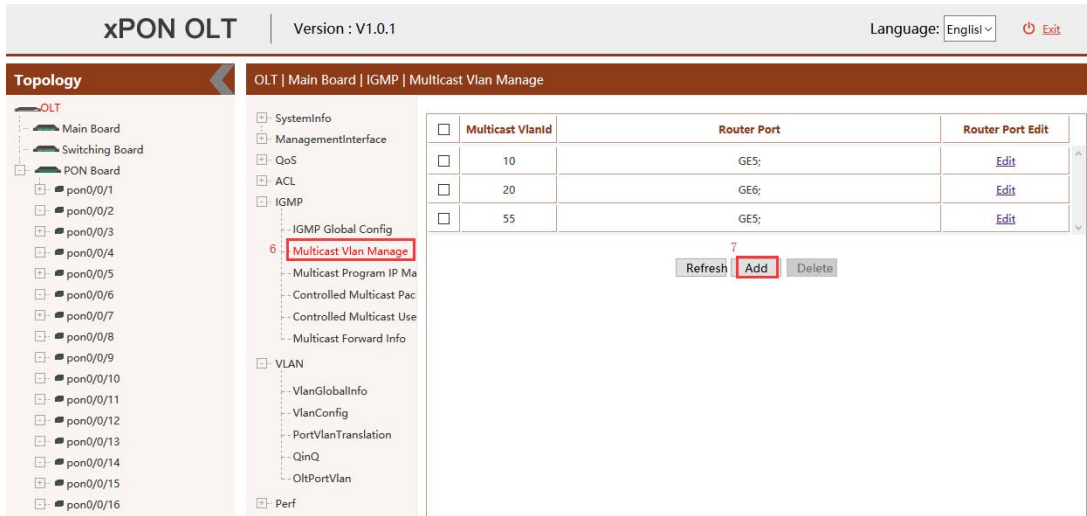 xPON OLT
Version : V1.0.1
Language: Englisl
Exit
Topology
OLT | Main Board | IGMP | Multicast Vlan Manage
OLT
Main Board
Switching Board
PON Board
pon0/0/1
pon0/0/2
pon0/0/3
pon0/0/4
pon0/0/5
pon0/0/6
pon0/0/7
pon0/0/8
pon0/0/9
pon0/0/10
pon0/0/11
pon0/0/12
pon0/0/13
pon0/0/14
pon0/0/15
pon0/0/16
SystemInfo
ManagementInterface
QoS
ACL
IGMP
IGMP Global Config
6 Multicast Vlan Manage
Multicast Program IP Ma
Controlled Multicast Pac
Controlled Multicast Use
Multicast Forward Info
VLAN
VlanGlobalInfo
VlanConfig
PortVlanTranslation
QinQ
OltPortVlan
Perf
Multicast VlanId Router Port Router Port Edit
10 GE5; Edit
20 GE6; Edit
55 GE5; Edit
7
Refresh Add Delete